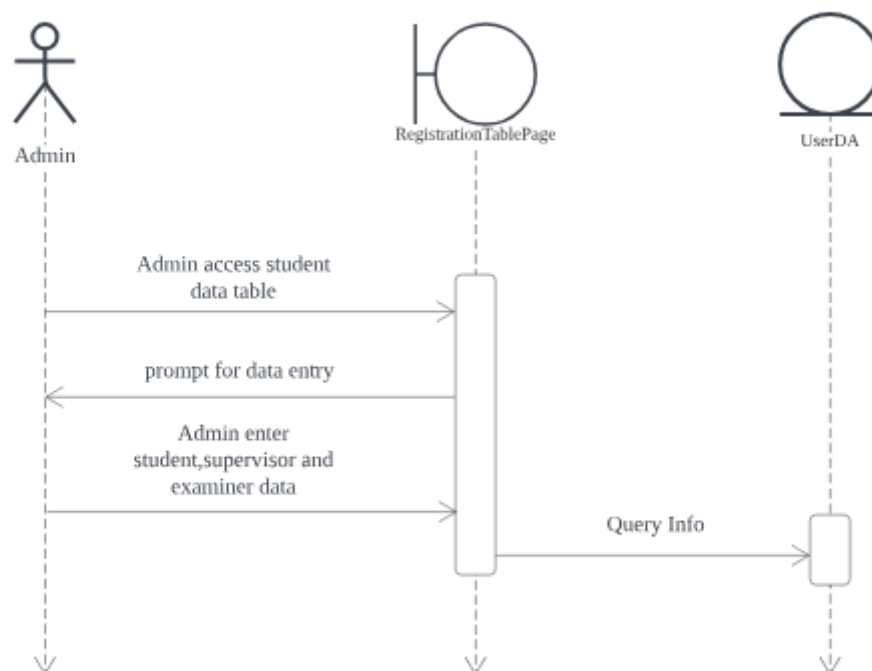 RegistrationTablePage
UserDA
Admin
Admin access student
data table
prompt for data entry
Admin enter
student,supervisor and
examiner data
Query Info